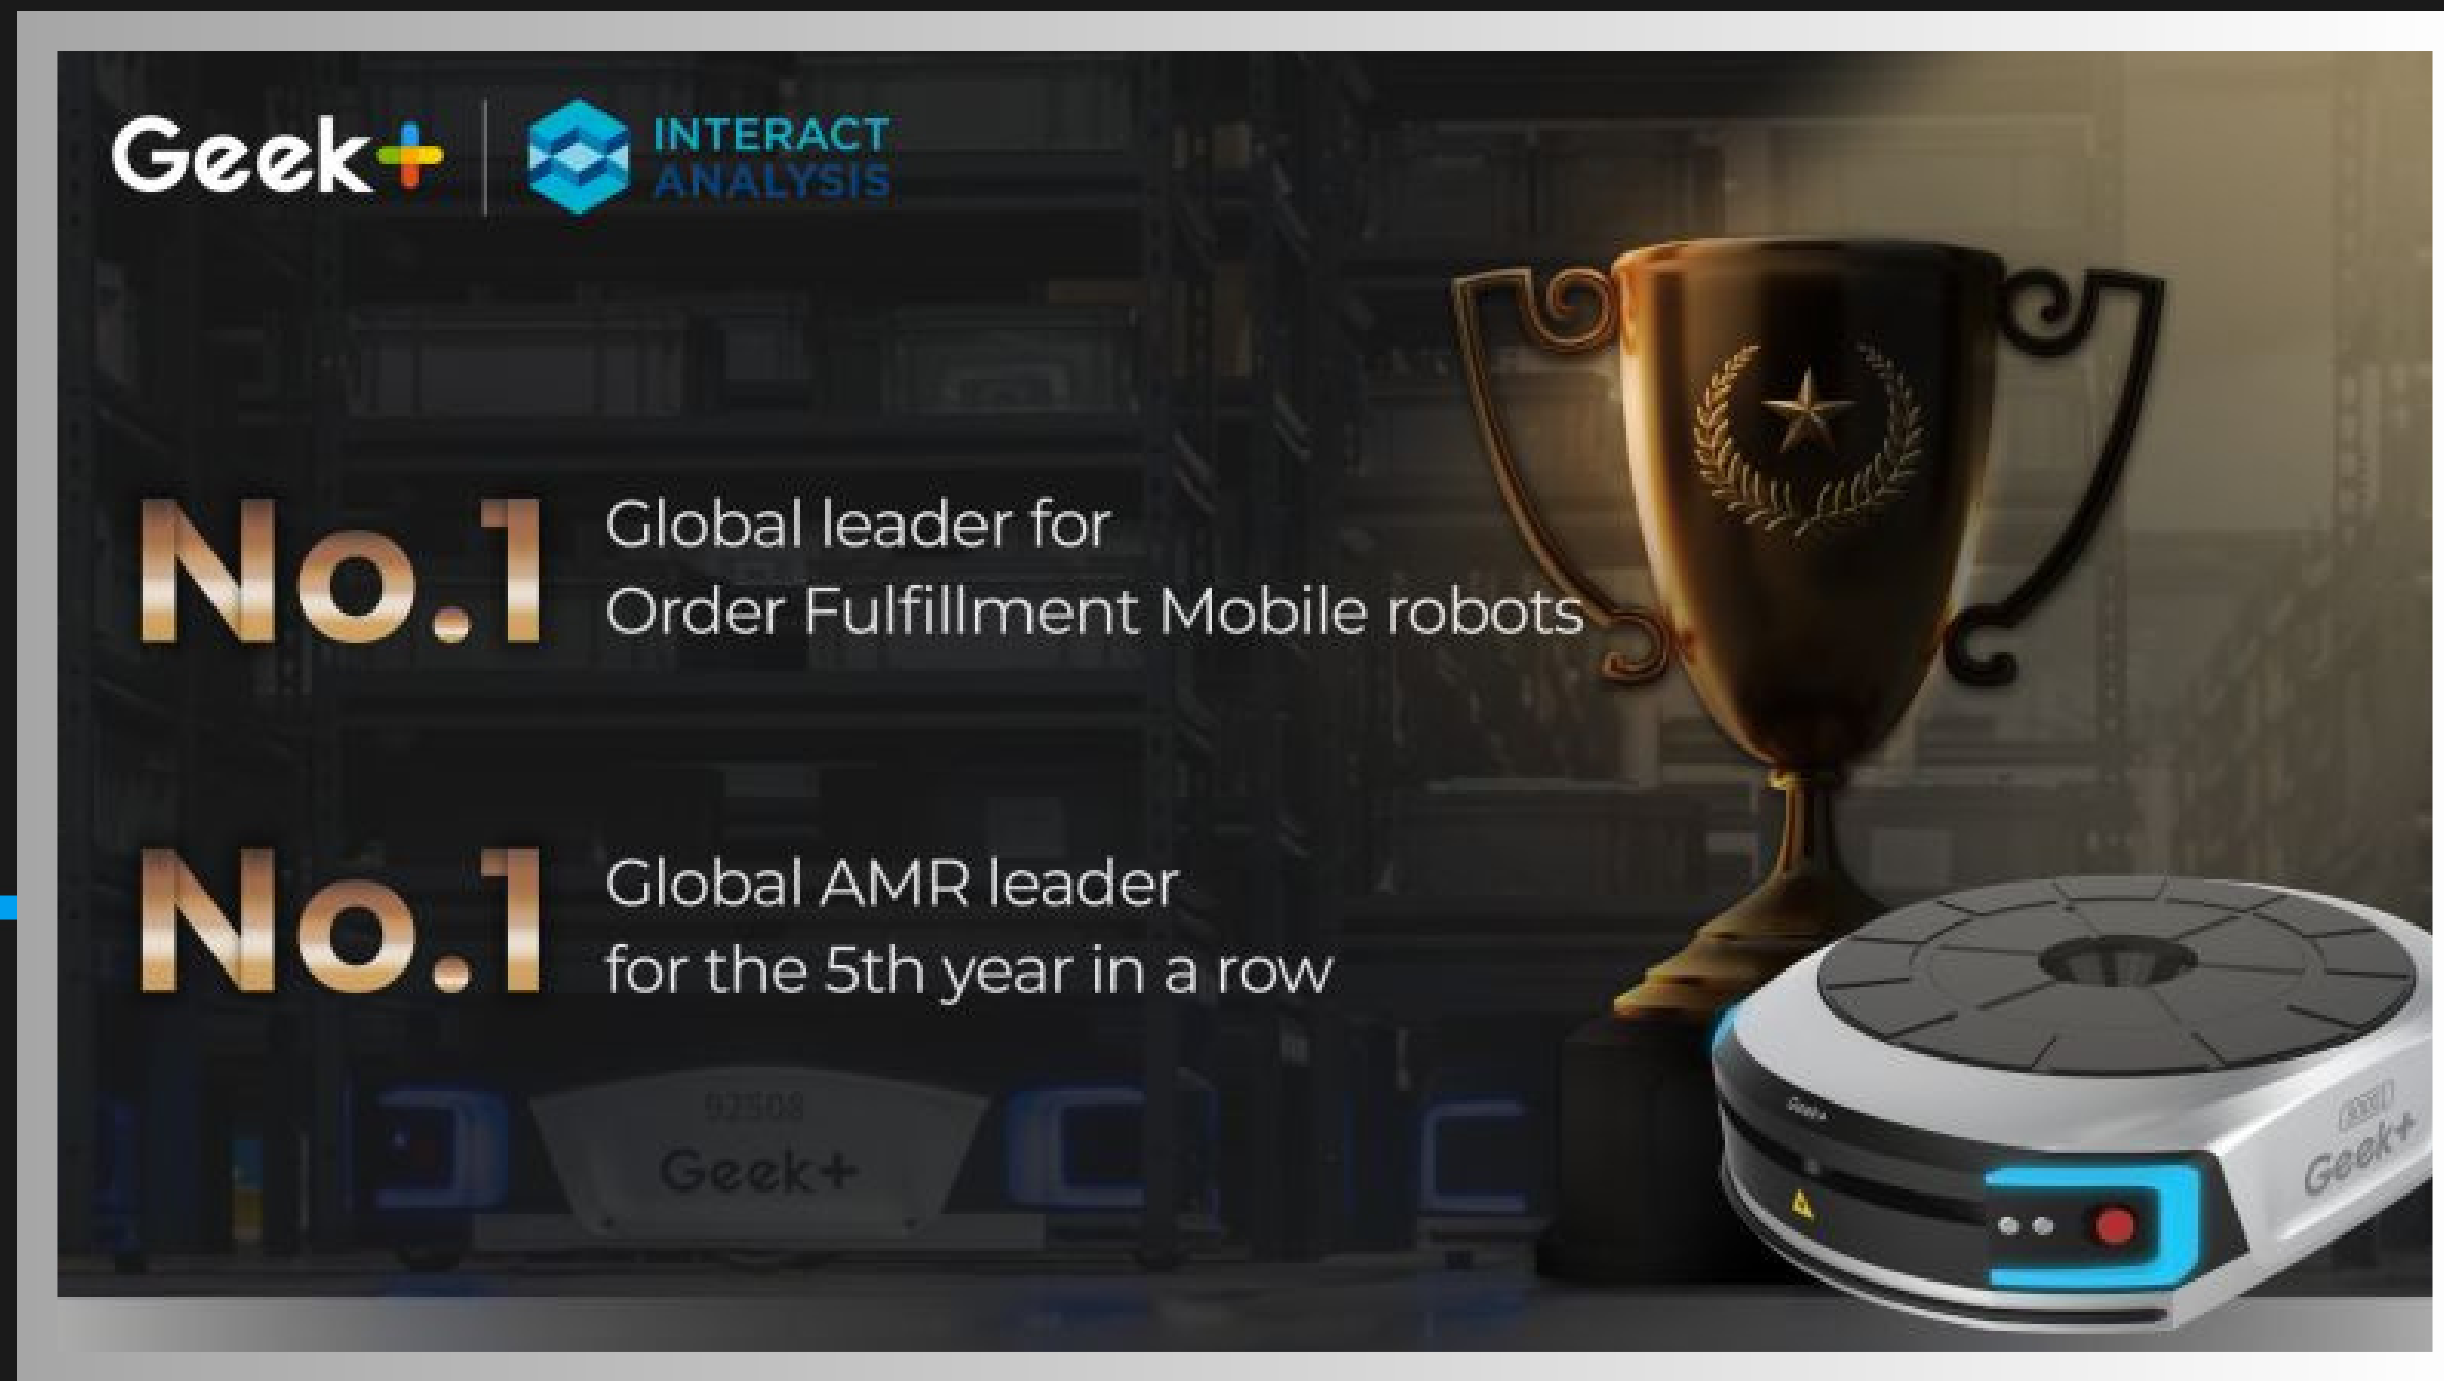 Geek+
INTERACT
ANALYSIS
No.1
Global leader for
Order Fulfillment Mobile robots
No.1
Global AMR leader
for the 5th year in a row
92508
Geek+
Geek+
Geek+